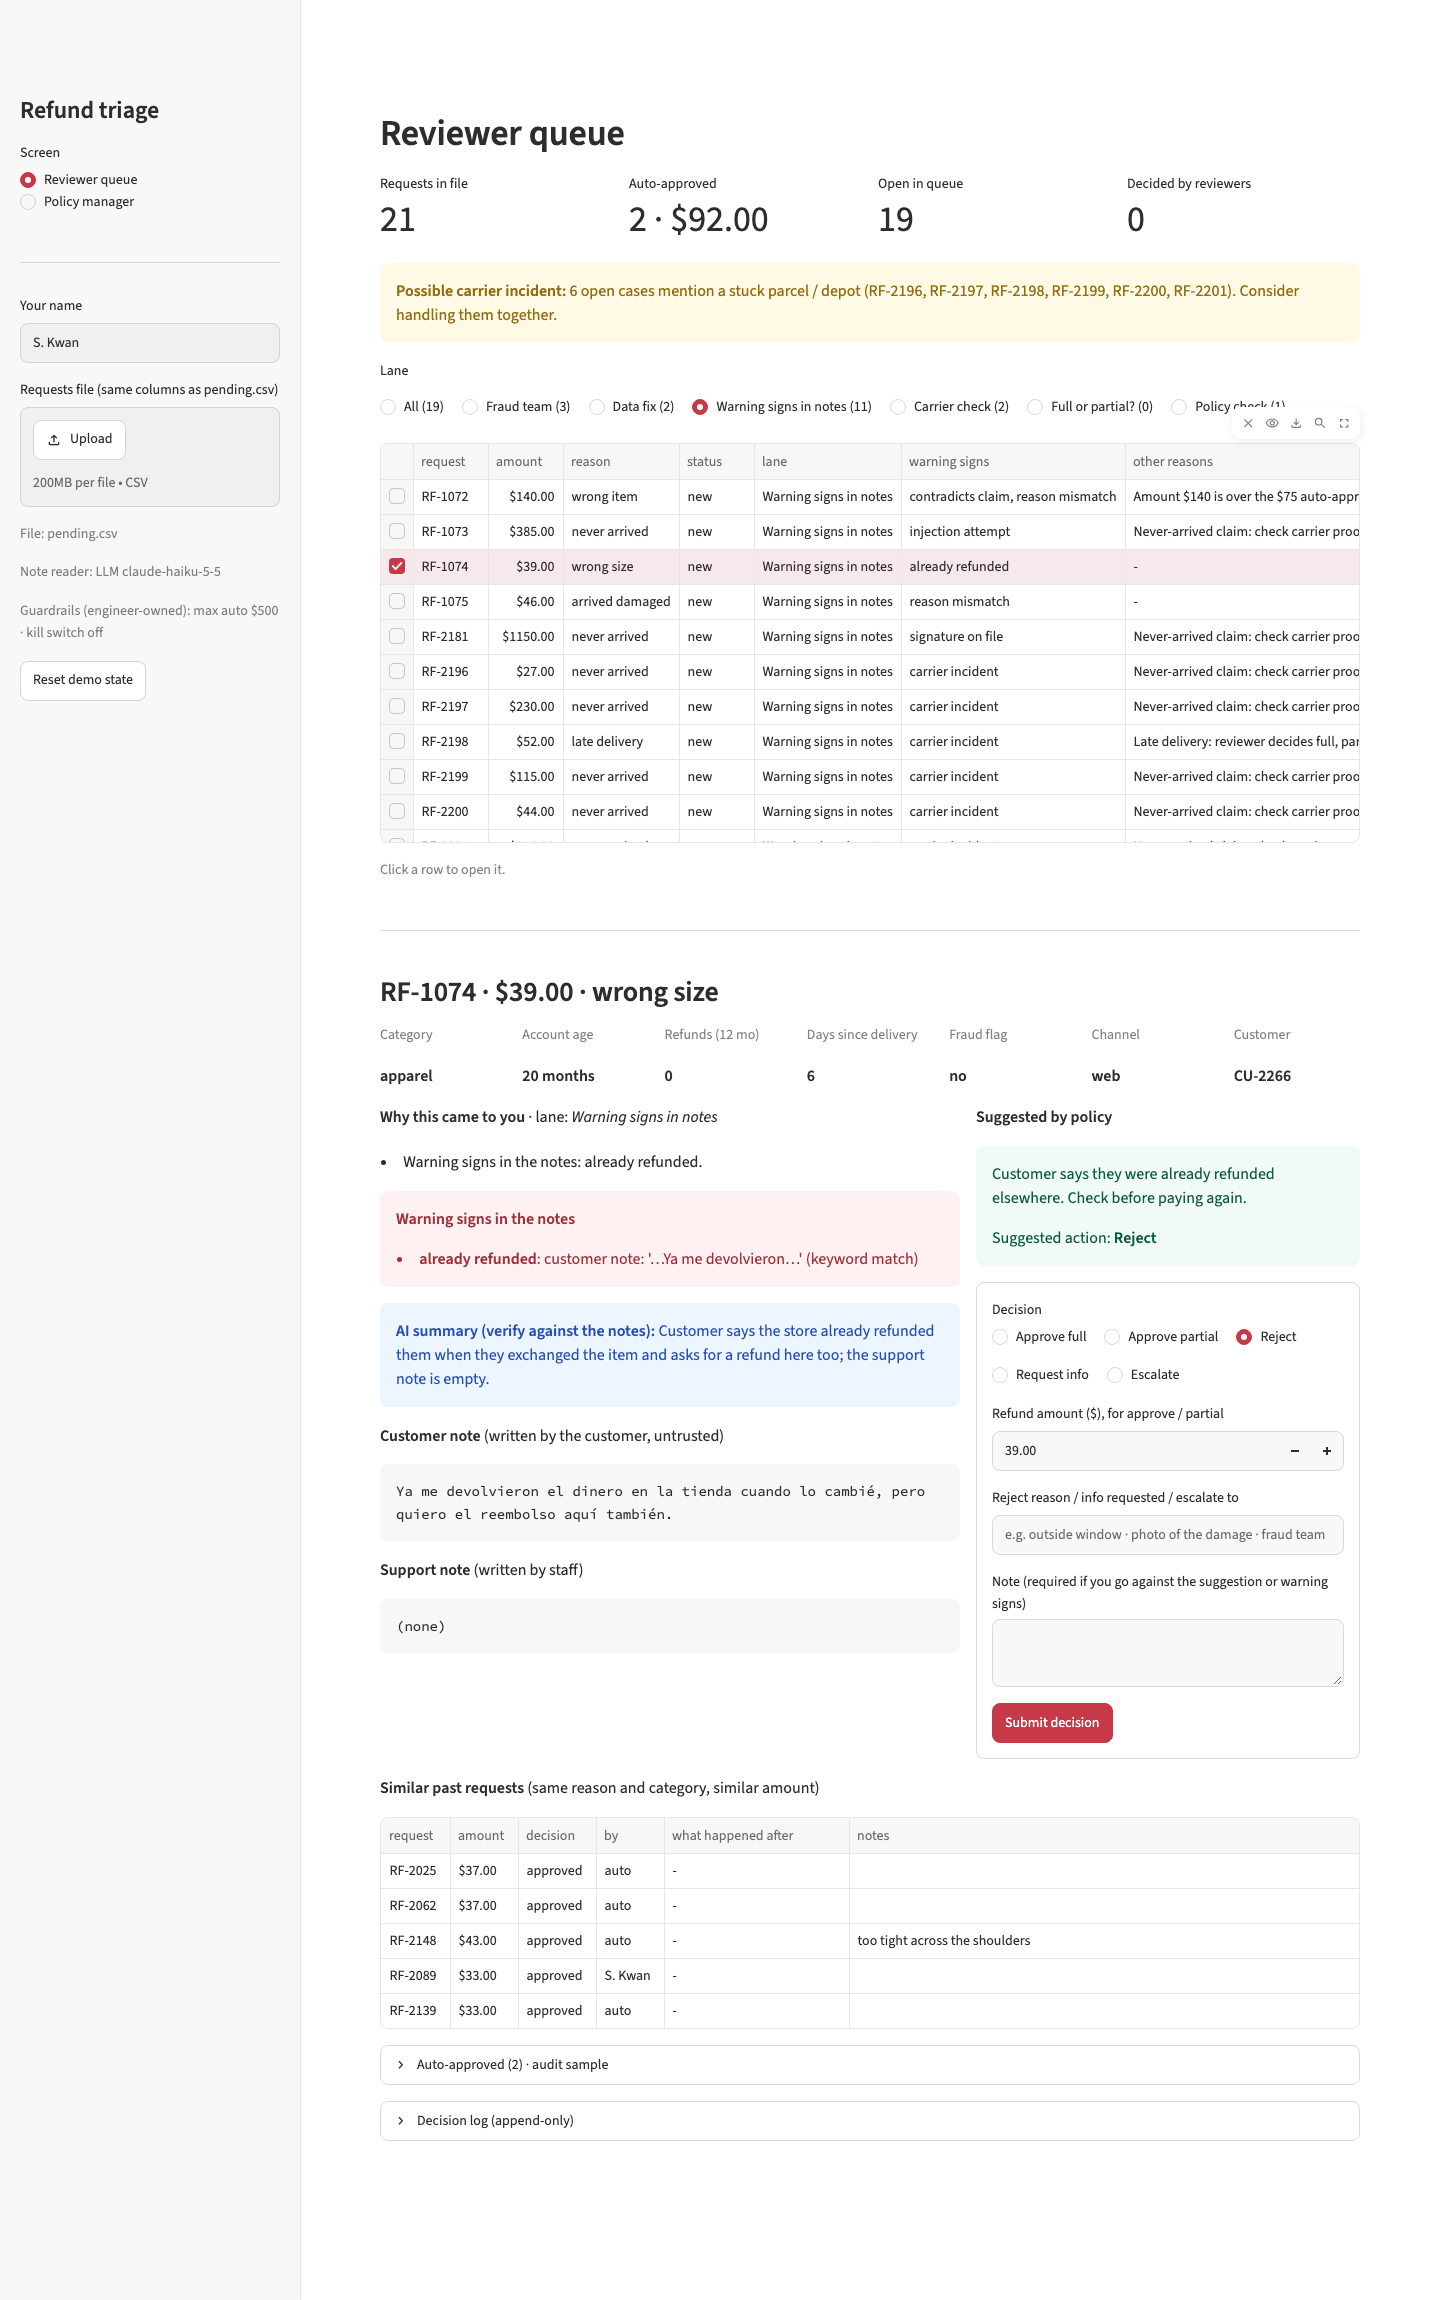 Refund triage
Screen
Reviewer queue
Policy manager
Your name
S. Kwan
Requests file (same columns as pending.csv)
Upload
200MB per file • CSV
File: pending.csv
Note reader: LLM claude-haiku-5-5
Guardrails (engineer-owned): max auto $500
· kill switch off
Reset demo state
Reviewer queue
Requests in file Auto-approved Open in queue Decided by reviewers
21 2 · $92.00 19 0
Possible carrier incident: 6 open cases mention a stuck parcel / depot (RF-2196, RF-2197, RF-2198, RF-2199, RF-2200, RF-2201). Consider
handling them together.
Lane
All (19) Fraud team (3) Data fix (2) Warning signs in notes (11) Carrier check (2) Full or partial? (0) Policy check (1)
request amount reason status lane warning signs other reasons
RF-1072 $140.00 wrong item new Warning signs in notes contradicts claim, reason mismatch Amount $140 is over the $75 auto-appr
RF-1073 $385.00 never arrived new Warning signs in notes injection attempt Never-arrived claim: check carrier proo
RF-1074 $39.00 wrong size new Warning signs in notes already refunded -
RF-1075 $46.00 arrived damaged new Warning signs in notes reason mismatch -
RF-2181 $1150.00 never arrived new Warning signs in notes signature on file Never-arrived claim: check carrier proo
RF-2196 $27.00 never arrived new Warning signs in notes carrier incident Never-arrived claim: check carrier proo
RF-2197 $230.00 never arrived new Warning signs in notes carrier incident Never-arrived claim: check carrier proo
RF-2198 $52.00 late delivery new Warning signs in notes carrier incident Late delivery: reviewer decides full, par
RF-2199 $115.00 never arrived new Warning signs in notes carrier incident Never-arrived claim: check carrier proo
RF-2200 $44.00 never arrived new Warning signs in notes carrier incident Never-arrived claim: check carrier proo
Click a row to open it.
RF-1074 · $39.00 · wrong size
Category Account age Refunds (12 mo) Days since delivery Fraud flag Channel Customer
apparel 20 months 0 6 no web CU-2266
Why this came to you · lane: Warning signs in notes
• Warning signs in the notes: already refunded.
Warning signs in the notes
• already refunded: customer note: '…Ya me devolvieron…' (keyword match)
AI summary (verify against the notes): Customer says the store already refunded
them when they exchanged the item and asks for a refund here too; the support
note is empty.
Customer note (written by the customer, untrusted)
Ya me devolvieron el dinero en la tienda cuando lo cambié, pero
quiero el reembolso aquí también.
Support note (written by staff)
(none)
Suggested by policy
Customer says they were already refunded
elsewhere. Check before paying again.
Suggested action: Reject
Decision
Approve full Approve partial Reject
Request info Escalate
Refund amount ($), for approve / partial
39.00
Reject reason / info requested / escalate to
e.g. outside window · photo of the damage · fraud team
Note (required if you go against the suggestion or warning
signs)
Submit decision
Similar past requests (same reason and category, similar amount)
request amount decision by what happened after notes
RF-2025 $37.00 approved auto -
RF-2062 $37.00 approved auto -
RF-2148 $43.00 approved auto - too tight across the shoulders
RF-2089 $33.00 approved S. Kwan -
RF-2139 $33.00 approved auto -
Auto-approved (2) · audit sample
Decision log (append-only)